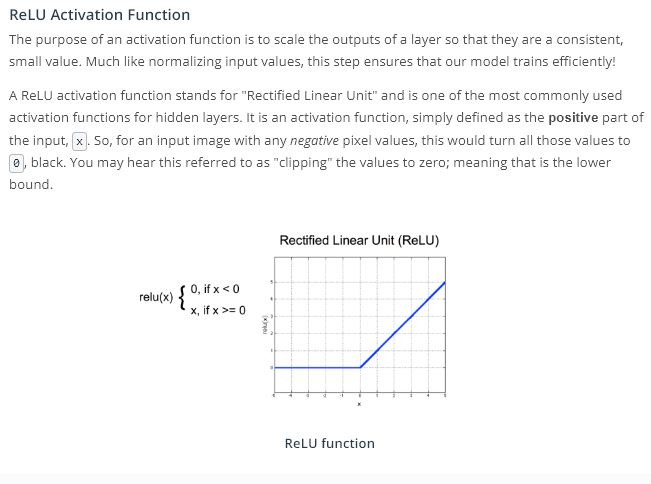 ReLU Activation Function
The purpose of an activation function is to scale the outputs of a layer so that they are a consistent,
small value. Much like normalizing input values, this step ensures that our model trains efficiently!
A ReLU activation function stands for "Rectified Linear Unit" and is one of the most commonly used
activation functions for hidden layers. It is an activation function, simply defined as the positive part of
the input, x. So, for an input image with any negative pixel values, this would turn all those values to
0, black. You may hear this referred to as "clipping" the values to zero; meaning that is the lower
bound.
Rectified Linear Unit (ReLU)
relu(x) { 0, if x < 0
x, if x >= 0
relu(x)
5
4
3
2
1
0
x
ReLU function